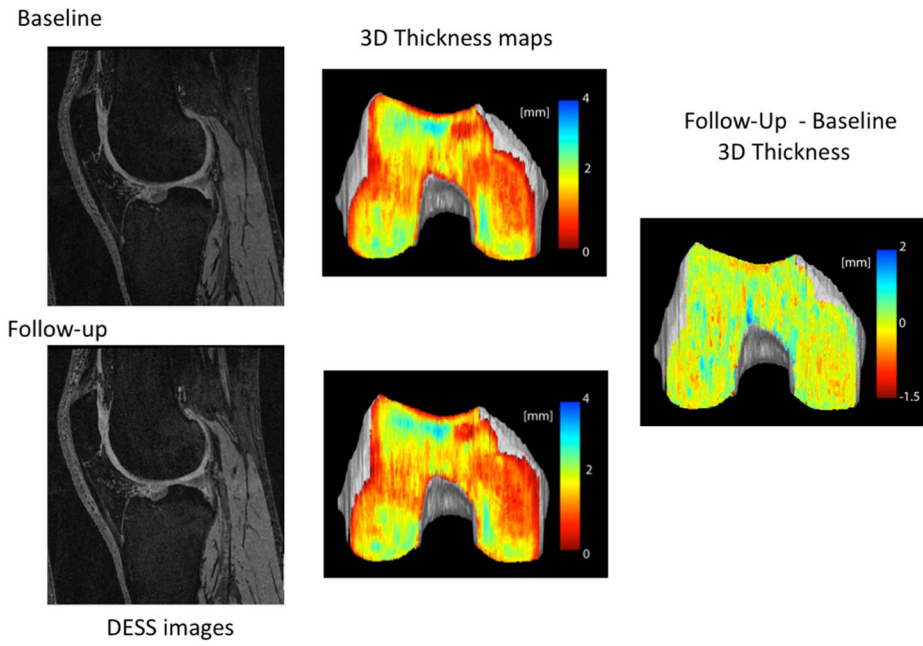 Baseline
3D Thickness maps
[mm]
4
2
0
Follow-Up - Baseline
3D Thickness
[mm]
2
0
-1.5
Follow-up
[mm]
4
2
0
DESS images